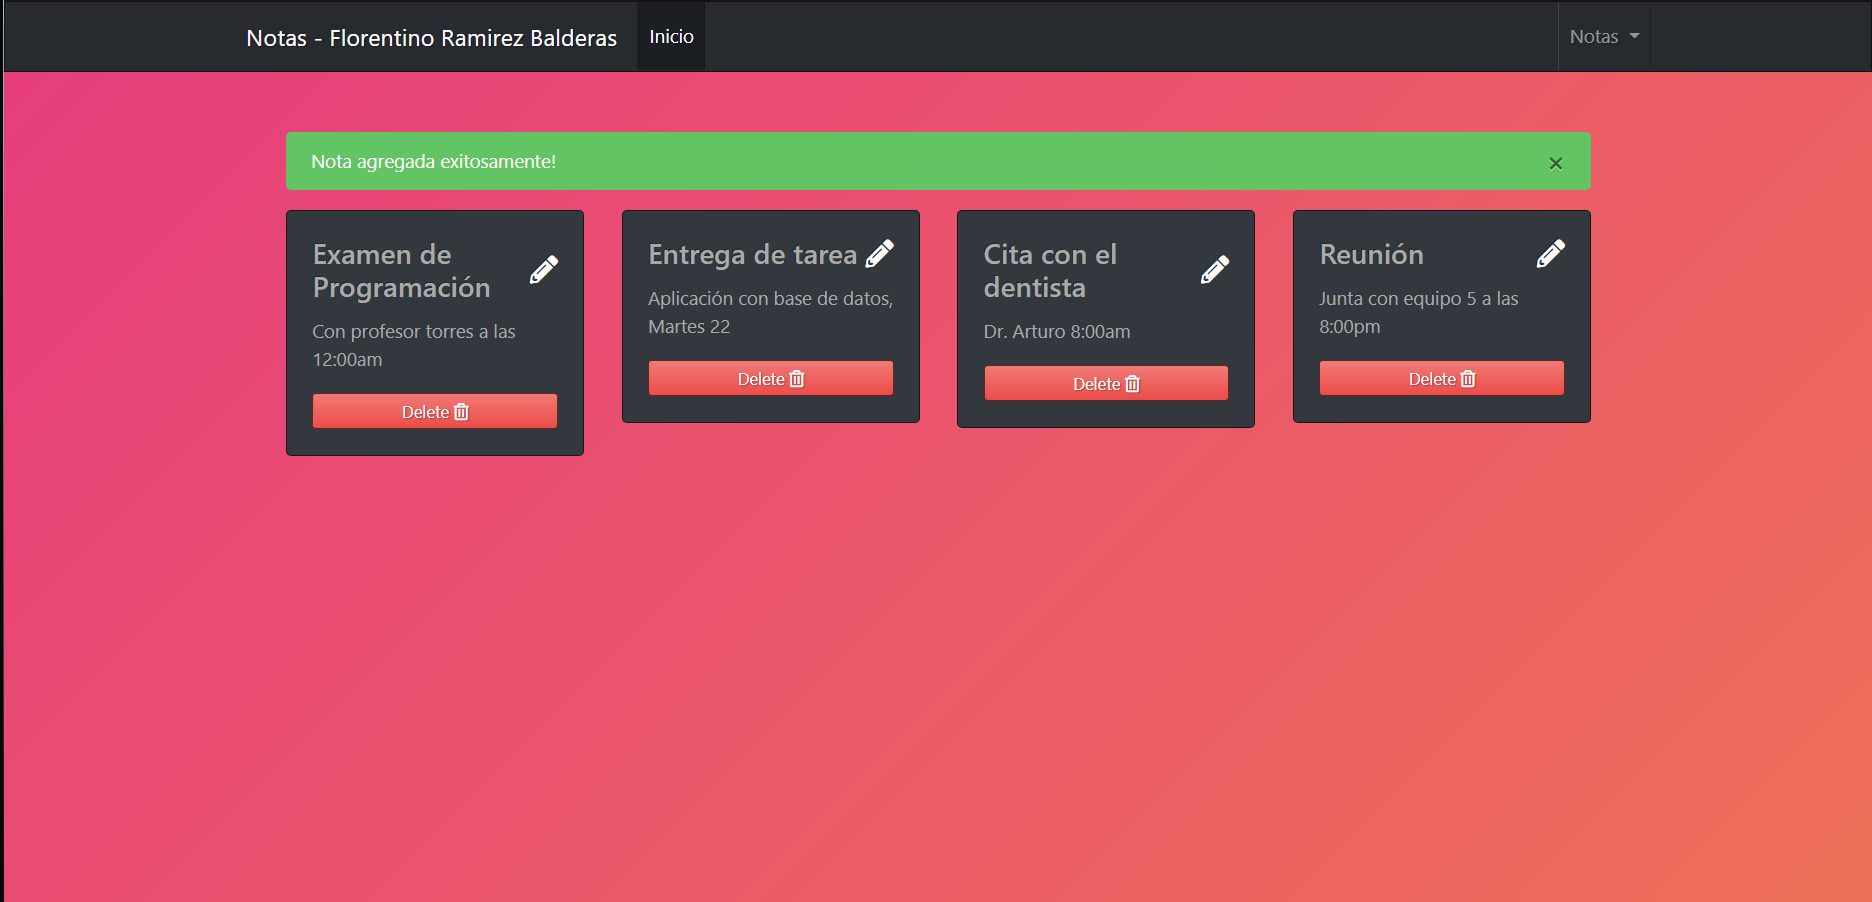 Notas - Florentino Ramirez Balderas
Inicio
Notas
Nota agregada exitosamente!
×
Examen de
Programación
Con profesor torres a las
12:00am
Delete
Entrega de tarea
Aplicación con base de datos,
Martes 22
Delete
Cita con el
dentista
Dr. Arturo 8:00am
Delete
Reunión
Junta con equipo 5 a las
8:00pm
Delete